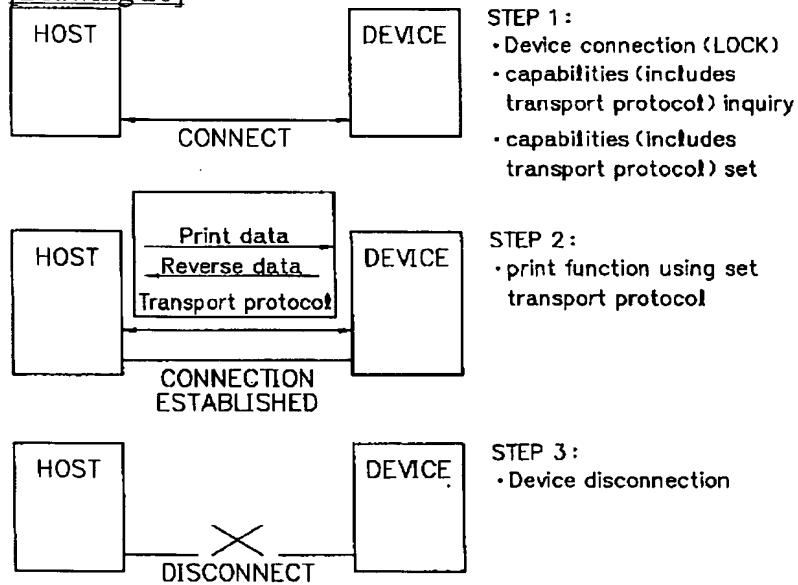 HOST
DEVICE
CONNECT
STEP 1:
・Device connection (LOCK)
・capabilities (includes
transport protocol) inquiry
・capabilities (includes
transport protocol) set
HOST
Print data
Reverse data
Transport protocol
DEVICE
CONNECTION
ESTABLISHED
STEP 2:
・print function using set
transport protocol
HOST
DEVICE
DISCONNECT
STEP 3:
・Device disconnection